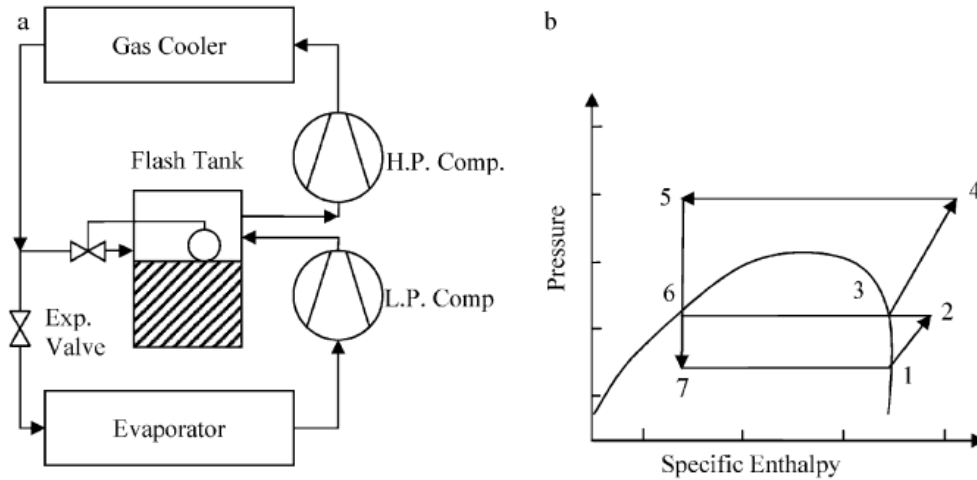 a
Gas Cooler
Flash Tank
H.P. Comp.
L.P. Comp
Exp.
Valve
Evaporator
b
Pressure
5
4
6
3
2
7
1
Specific Enthalpy